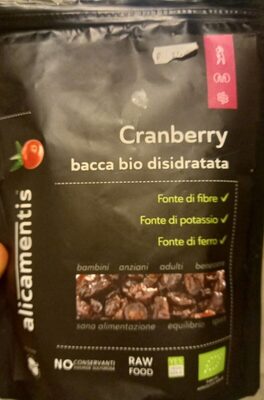 Cranberry
bacca bio disidratata
Fonte di fibre ✓
Fonte di potassio ✓
Fonte di ferro ✓
alicamentis
bambini anziani adulti
sana alimentazione equilibrio
NO CONSERVANTI
RAW FOOD
YES